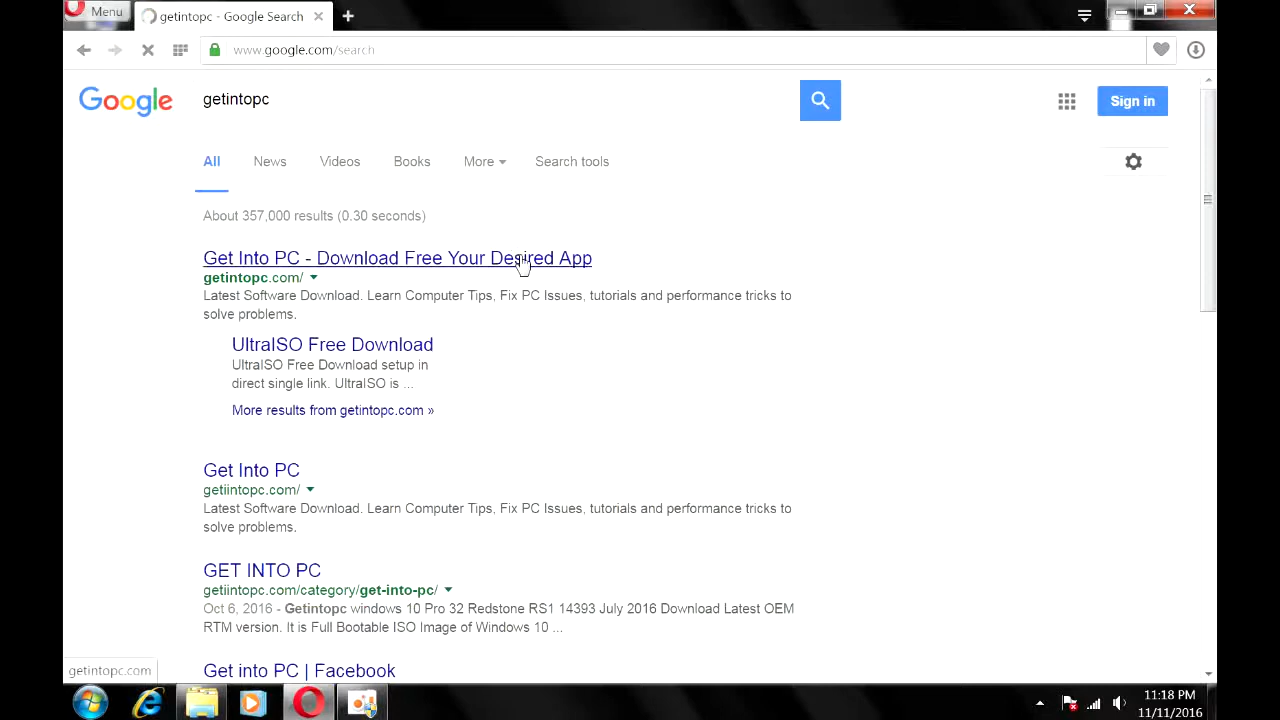 Menu
getintopc - Google Search
www.google.com/search
Google
getintopc
Sign in
All News Videos Books More Search tools
About 357,000 results (0.30 seconds)
Get Into PC - Download Free Your Desired App
getintopc.com/
Latest Software Download. Learn Computer Tips, Fix PC Issues, tutorials and performance tricks to
solve problems.
UltraISO Free Download
UltraISO Free Download setup in
direct single link. UltraISO is ...
More results from getintopc.com »
Get Into PC
getiintopc.com/
Latest Software Download. Learn Computer Tips, Fix PC Issues, tutorials and performance tricks to
solve problems.
GET INTO PC
getiintopc.com/category/get-into-pc/
Oct 6, 2016 - Getintopc windows 10 Pro 32 Redstone RS1 14393 July 2016 Download Latest OEM
RTM version. It is Full Bootable ISO Image of Windows 10 ...
Get into PC | Facebook
getintopc.com
11:18 PM
11/11/2016